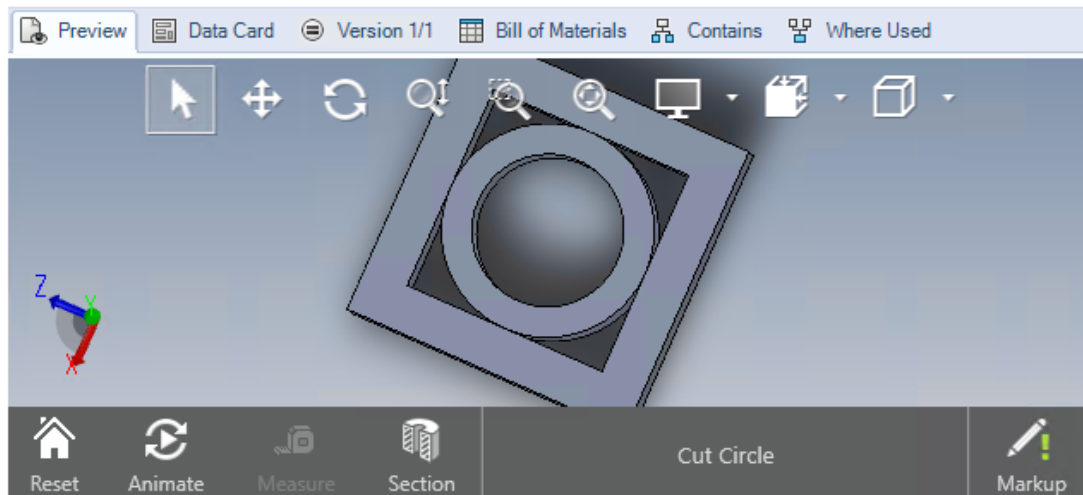 Preview Data Card Version 1/1 Bill of Materials Contains Where Used
Z
Y
X
Cut Circle
Reset Animate Measure Section Markup